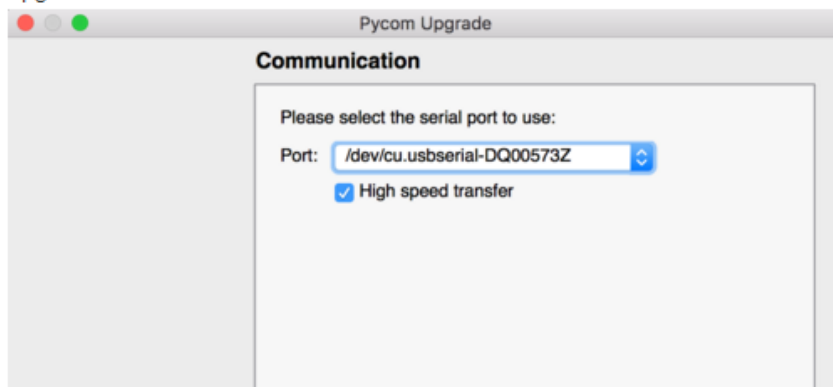 Pycom Upgrade
Communication
Please select the serial port to use:
Port: /dev/cu.usbserial-DQ00573Z
High speed transfer